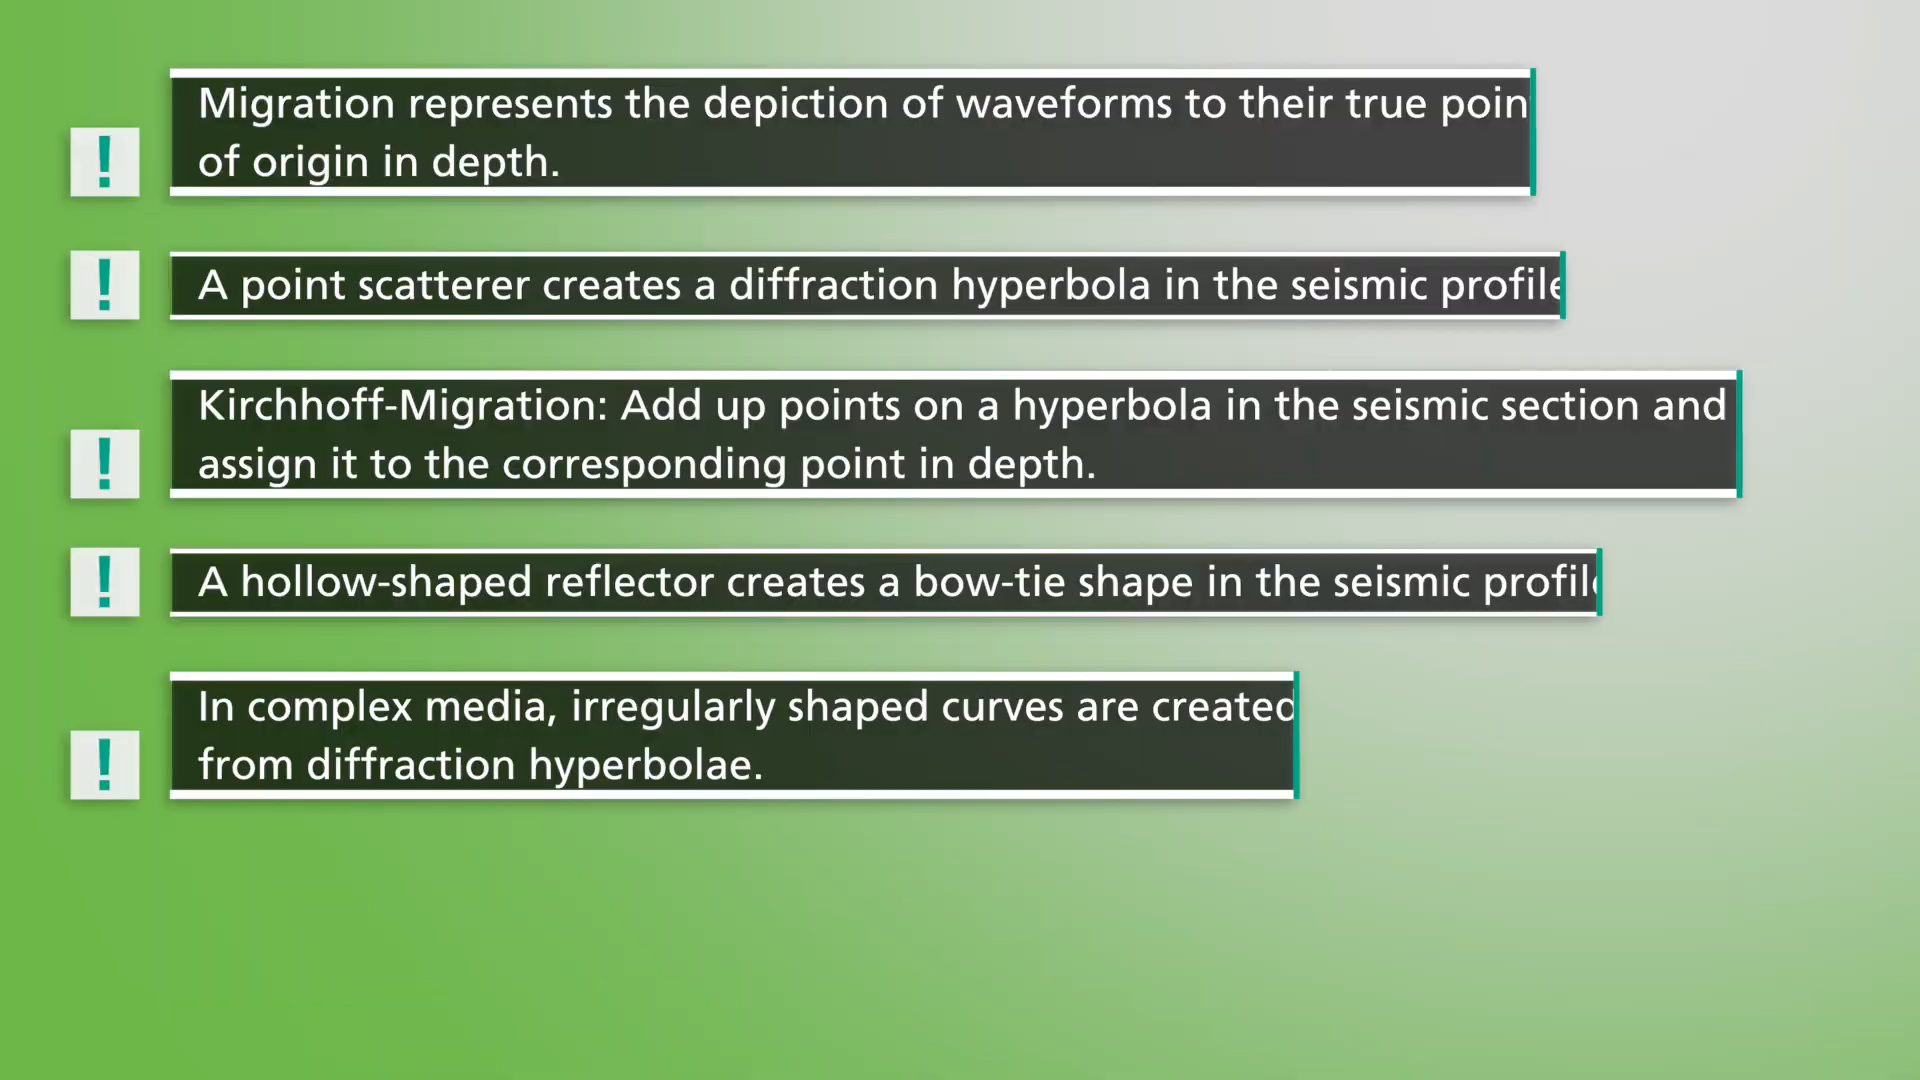 !
Migration represents the depiction of waveforms to their true poin
of origin in depth.
!
A point scatterer creates a diffraction hyperbola in the seismic profile
!
Kirchhoff-Migration: Add up points on a hyperbola in the seismic section and
assign it to the corresponding point in depth.
!
A hollow-shaped reflector creates a bow-tie shape in the seismic profile
!
In complex media, irregularly shaped curves are created
from diffraction hyperbolae.